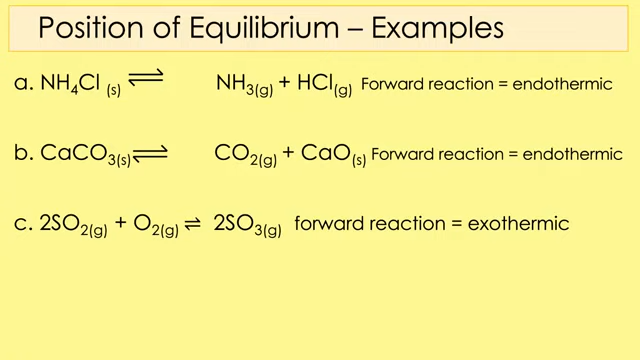 Position of Equilibrium – Examples
a. NH₄Cl ₍ₛ₎ ⇌ NH₃₍g₎ + HCl₍g₎ Forward reaction = endothermic
b. CaCO₃₍ₛ₎ ⇌ CO₂₍g₎ + CaO₍ₛ₎ Forward reaction = endothermic
c. 2SO₂₍g₎ + O₂₍g₎ ⇌ 2SO₃₍g₎ forward reaction = exothermic